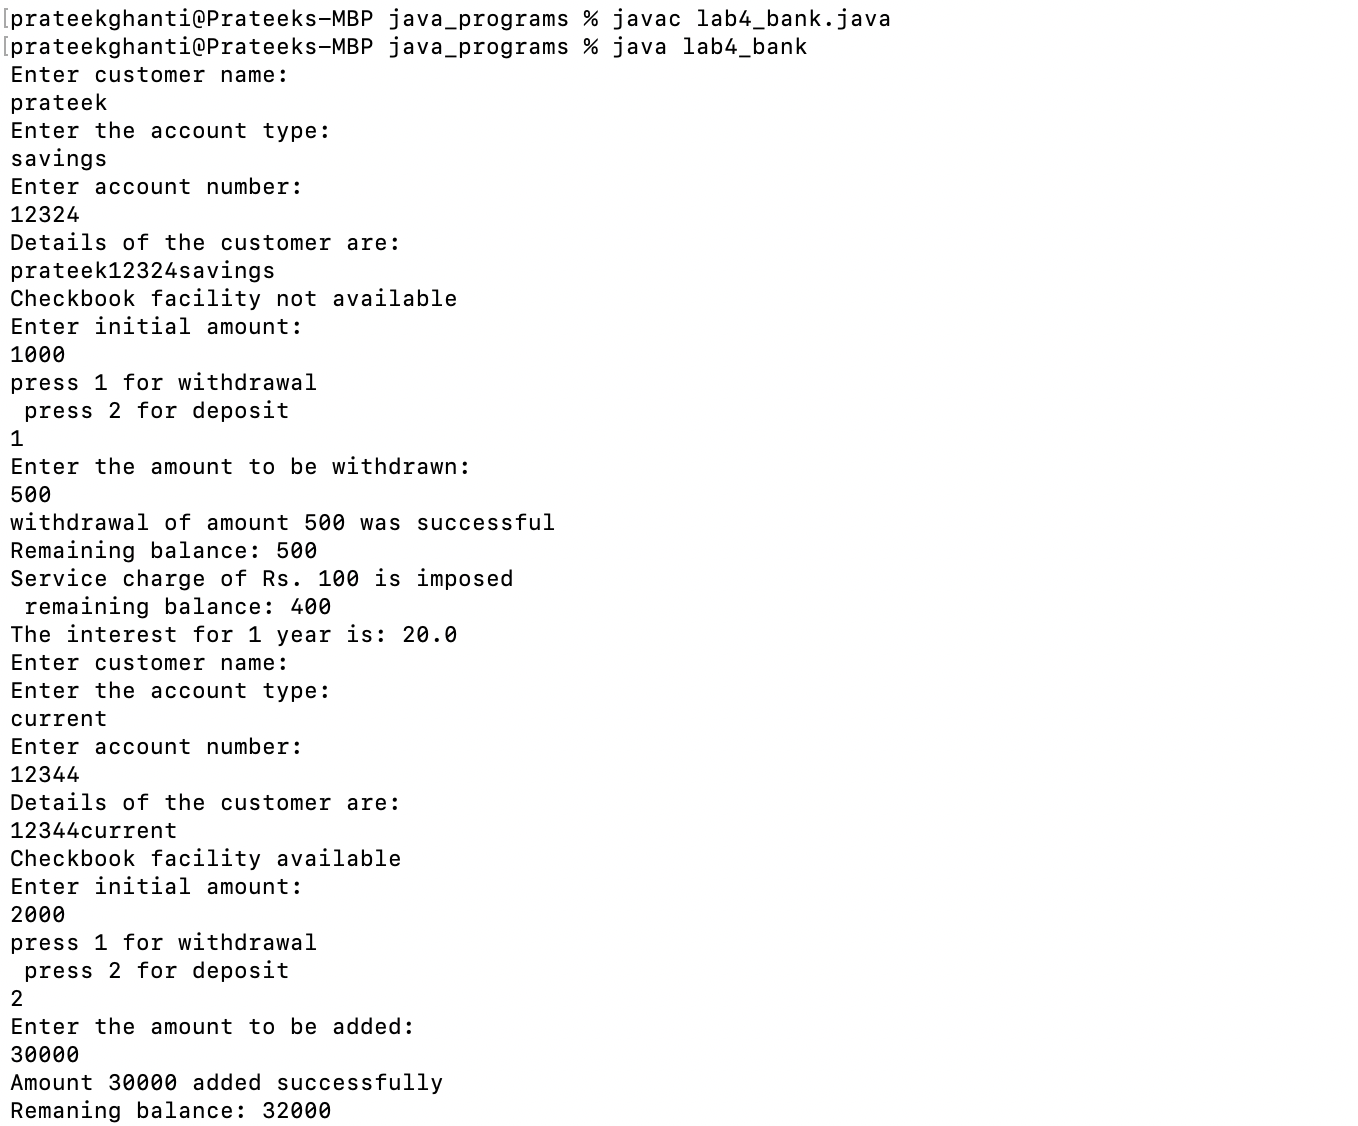 [prateekghanti@Prateeks-MBP java_programs % javac lab4_bank.java
[prateekghanti@Prateeks-MBP java_programs % java lab4_bank
Enter customer name:
prateek
Enter the account type:
savings
Enter account number:
12324
Details of the customer are:
prateek12324savings
Checkbook facility not available
Enter initial amount:
1000
press 1 for withdrawal
 press 2 for deposit
1
Enter the amount to be withdrawn:
500
withdrawal of amount 500 was successful
Remaining balance: 500
Service charge of Rs. 100 is imposed
 remaining balance: 400
The interest for 1 year is: 20.0
Enter customer name:
Enter the account type:
current
Enter account number:
12344
Details of the customer are:
12344current
Checkbook facility available
Enter initial amount:
2000
press 1 for withdrawal
 press 2 for deposit
2
Enter the amount to be added:
30000
Amount 30000 added successfully
Remaning balance: 32000